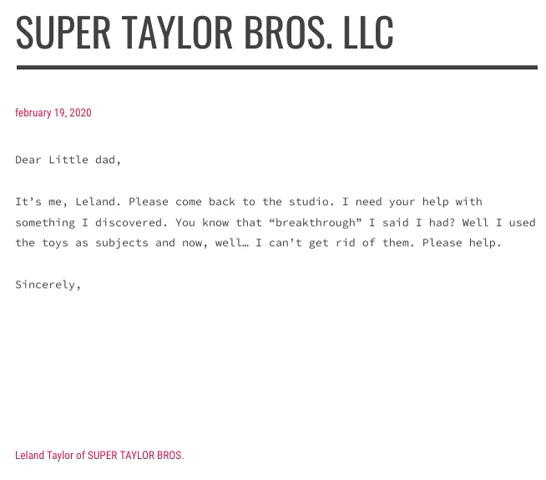 SUPER TAYLOR BROS. LLC
february 19, 2020
Dear Little dad,
It’s me, Leland. Please come back to the studio. I need your help with
something I discovered. You know that “breakthrough” I said I had? Well I used
the toys as subjects and now, well… I can’t get rid of them. Please help.
Sincerely,
Leland Taylor of SUPER TAYLOR BROS.